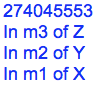 274045553
In m3 of Z
In m2 of Y
In m1 of X